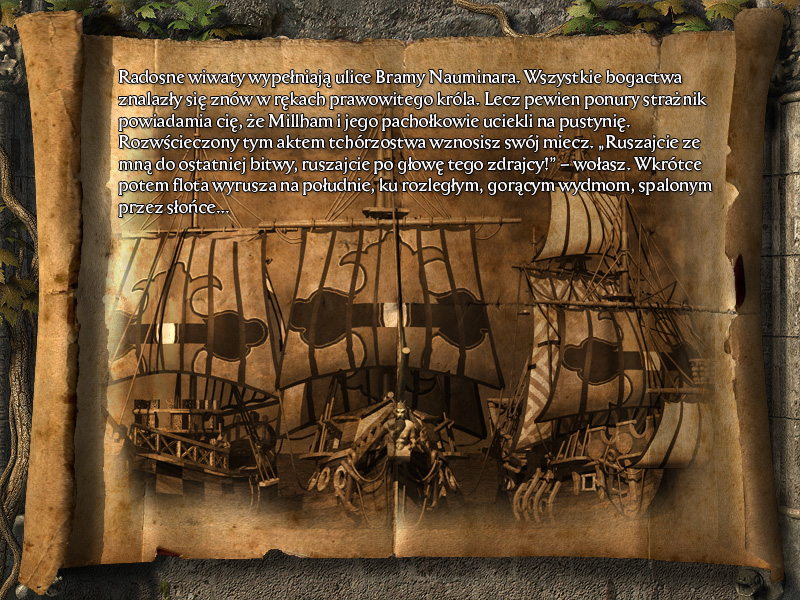 Radosne wiwaty wypełniają ulice Bramy Nauminara. Wszystkie bogactwa
znalazły się znów w rękach prawowitego króla. Lecz pewien ponury strażnik
powiadamia cię, że Millham i jego pachołkowie uciekli na pustynię.
Rozwścieczony tym aktem tchórzostwa wznosisz swój miecz. „Ruszajcie ze
mną do ostatniej bitwy, ruszajcie po głowę tego zdrajcy!” – wołasz. Wkrótce
potem flota wyrusza na południe, ku rozległym, gorącym wydmom, spalonym
przez słońce...